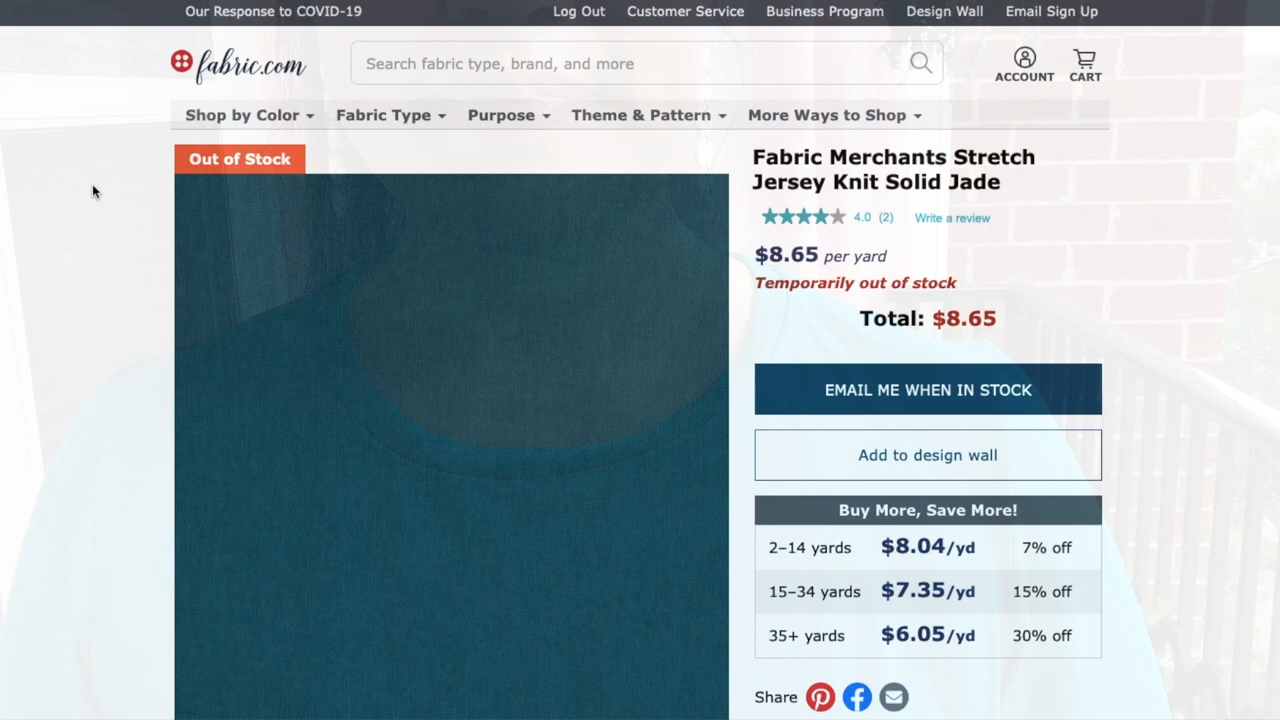 Our Response to COVID-19 Log Out Customer Service Business Program Design Wall Email Sign Up
fabric.com Search fabric type, brand, and more ACCOUNT CART
Shop by Color Fabric Type Purpose Theme & Pattern More Ways to Shop
Out of Stock
Fabric Merchants Stretch
Jersey Knit Solid Jade
4.0 (2) Write a review
$8.65 per yard
Temporarily out of stock
Total: $8.65
EMAIL ME WHEN IN STOCK
Add to design wall
Buy More, Save More!
2–14 yards $8.04/yd 7% off
15–34 yards $7.35/yd 15% off
35+ yards $6.05/yd 30% off
Share